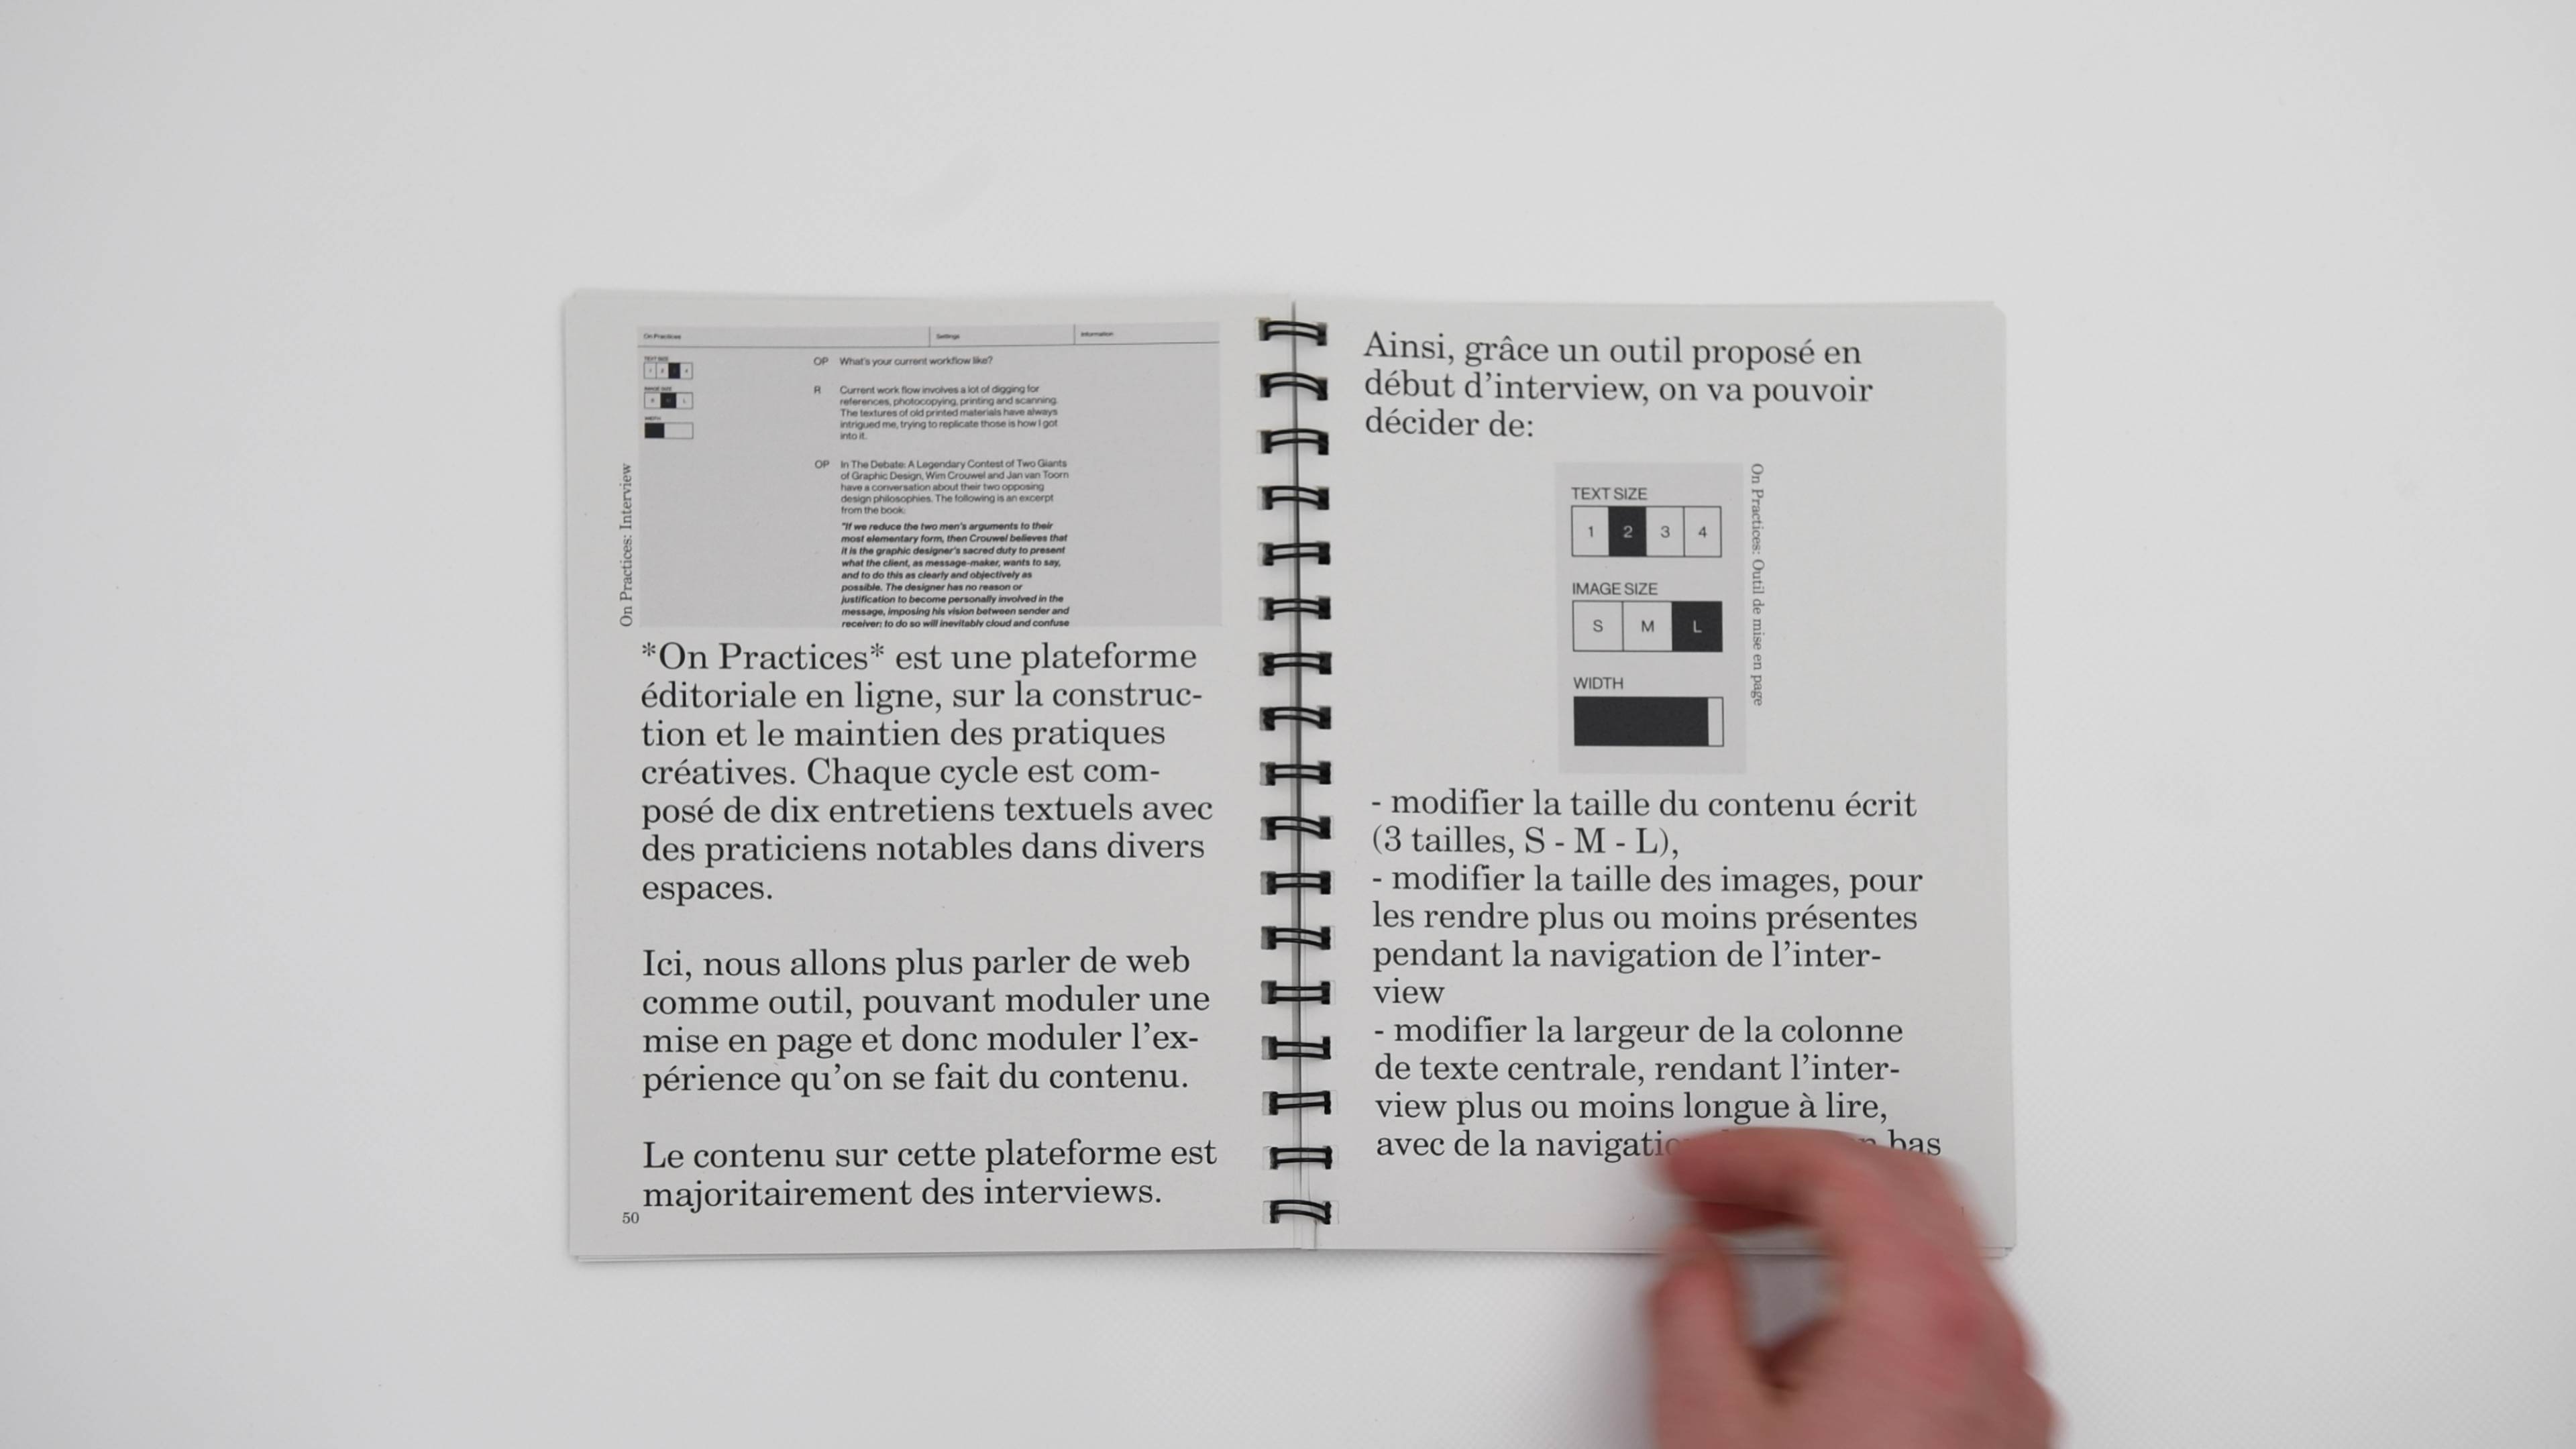 On Practices
Settings
Information
TEXT SIZE
IMAGE SIZE
WIDTH
OP What's your current workflow like?
R Current work flow involves a lot of digging for
references, photocopying, printing and scanning.
The textures of old printed materials have always
intrigued me, trying to replicate those is how I got
into it.
OP In The Debate: A Legendary Contest of Two Giants
of Graphic Design, Wim Crouwel and Jan van Toorn
have a conversation about their two opposing
design philosophies. The following is an excerpt
from the book:
"If we reduce the two men's arguments to their
most elementary form, then Crouwel believes that
it is the graphic designer's sacred duty to present
what the client, as message-maker, wants to say,
and to do this as clearly and objectively as
possible. The designer has no reason or
justification to become personally involved in the
message, imposing his vision between sender and
receiver; to do so will inevitably cloud and confuse
On Practices: Interview
*On Practices* est une plateforme
éditoriale en ligne, sur la construc-
tion et le maintien des pratiques
créatives. Chaque cycle est com-
posé de dix entretiens textuels avec
des praticiens notables dans divers
espaces.
Ici, nous allons plus parler de web
comme outil, pouvant moduler une
mise en page et donc moduler l'ex-
périence qu'on se fait du contenu.
Le contenu sur cette plateforme est
majoritairement des interviews.
50
Ainsi, grâce un outil proposé en
début d'interview, on va pouvoir
décider de:
TEXT SIZE
1 2 3 4
IMAGE SIZE
S M L
WIDTH
On Practices: Outil de mise en page
- modifier la taille du contenu écrit
(3 tailles, S - M - L),
- modifier la taille des images, pour
les rendre plus ou moins présentes
pendant la navigation de l'inter-
view
- modifier la largeur de la colonne
de texte centrale, rendant l'inter-
view plus ou moins longue à lire,
avec de la bas